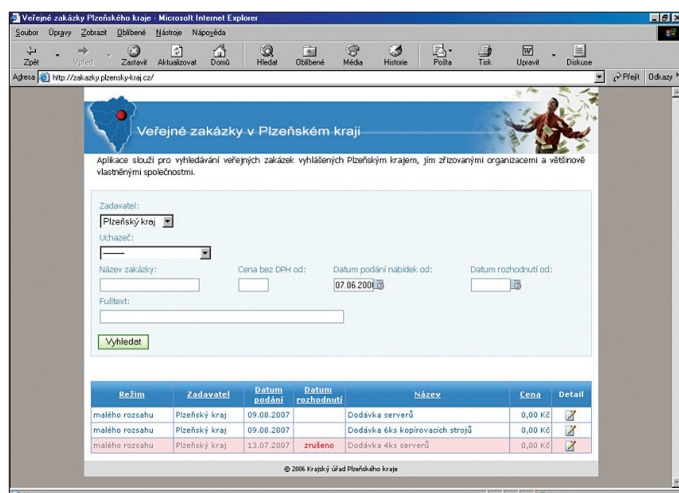 Veřejné zakázky Plzeňského kraje - Microsoft Internet Explorer
Soubor Úpravy Zobrazit Oblíbené Nástroje Nápověda
Zpět Vpřed Zastavit Aktualizovat Domů Hledat Oblíbené Média Historie Pošta Tisk Upravit Diskuse
Adresa http://zakazky.plzensky-kraj.cz/ Přejít Odkazy
Veřejné zakázky v Plzeňském kraji
Aplikace slouží pro vyhledávání veřejných zakázek vyhlášených Plzeňským krajem, jím zřizovanými organizacemi a většinově
vlastněnými společnostmi.
Zadavatel:
Plzeňský kraj
Uchazeč:
Název zakázky: Cena bez DPH od: Datum podání nabídek od: Datum rozhodnutí od:
Fulltext:
Vyhledat
Režim Zadavatel Datum podání Datum rozhodnutí Název Cena Detail
malého rozsahu Plzeňský kraj 09.08.2007 Dodávka serverů 0,00 Kč
malého rozsahu Plzeňský kraj 09.08.2007 Dodávka 6ks kopírovacích strojů 0,00 Kč
malého rozsahu Plzeňský kraj 13.07.2007 zrušeno Dodávka 4ks serverů 0,00 Kč
© 2006 Krajský úřad Plzeňského kraje